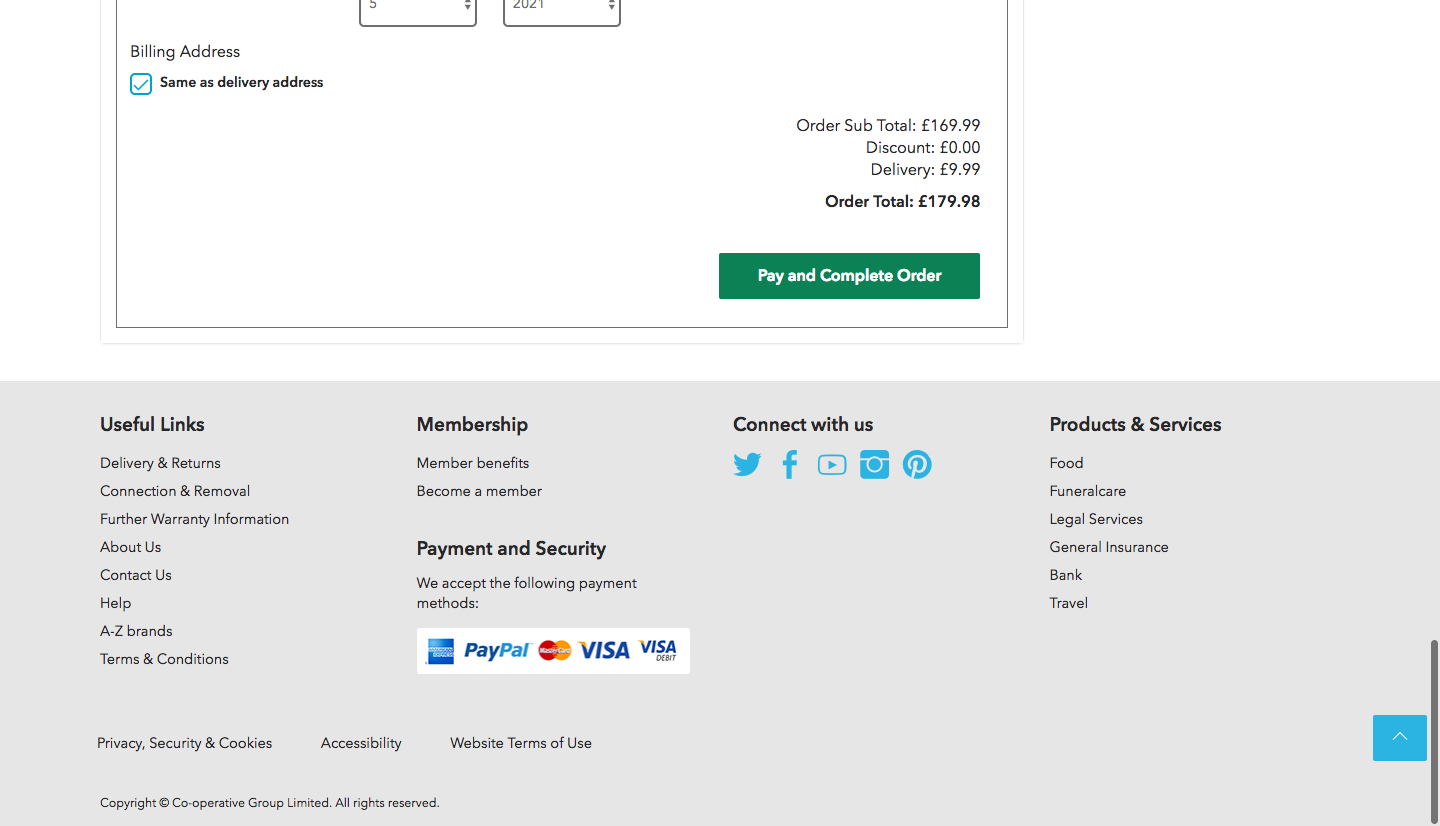 5 2021
Billing Address
Same as delivery address
Order Sub Total: £169.99
Discount: £0.00
Delivery: £9.99
Order Total: £179.98
Pay and Complete Order
Useful Links
Delivery & Returns
Connection & Removal
Further Warranty Information
About Us
Contact Us
Help
A-Z brands
Terms & Conditions
Membership
Member benefits
Become a member
Payment and Security
We accept the following payment
methods:
AMERICAN EXPRESS PayPal MasterCard VISA VISA DEBIT
Connect with us
Products & Services
Food
Funeralcare
Legal Services
General Insurance
Bank
Travel
Privacy, Security & Cookies Accessibility Website Terms of Use
Copyright © Co-operative Group Limited. All rights reserved.